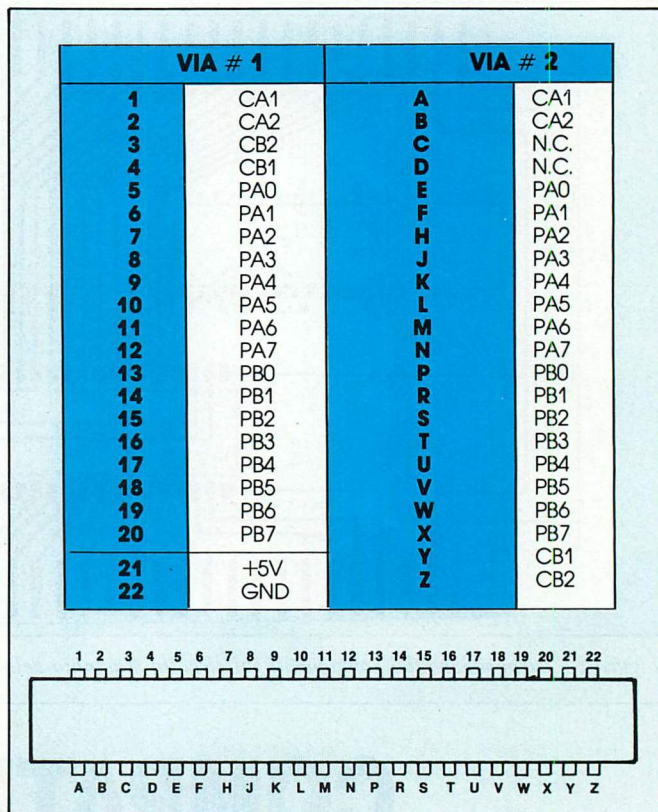 VIA # 1 VIA # 2
1 CA1 A CA1
2 CA2 B CA2
3 CB2 C N.C.
4 CB1 D N.C.
5 PA0 E PA0
6 PA1 F PA1
7 PA2 H PA2
8 PA3 J PA3
9 PA4 K PA4
10 PA5 L PA5
11 PA6 M PA6
12 PA7 N PA7
13 PB0 P PB0
14 PB1 R PB1
15 PB2 S PB2
16 PB3 T PB3
17 PB4 U PB4
18 PB5 V PB5
19 PB6 W PB6
20 PB7 X PB7
21 +5V Y CB1
22 GND Z CB2
1 2 3 4 5 6 7 8 9 10 11 12 13 14 15 16 17 18 19 20 21 22
A B C D E F H J K L M N P R S T U V W X Y Z